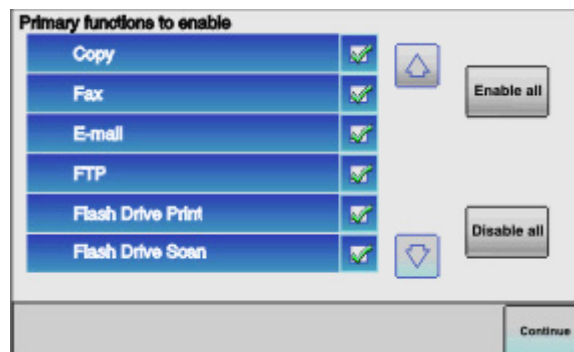 Primary functions to enable
Copy
Fax
E-mail
FTP
Flash Drive Print
Flash Drive Scan
Enable all
Disable all
Continue